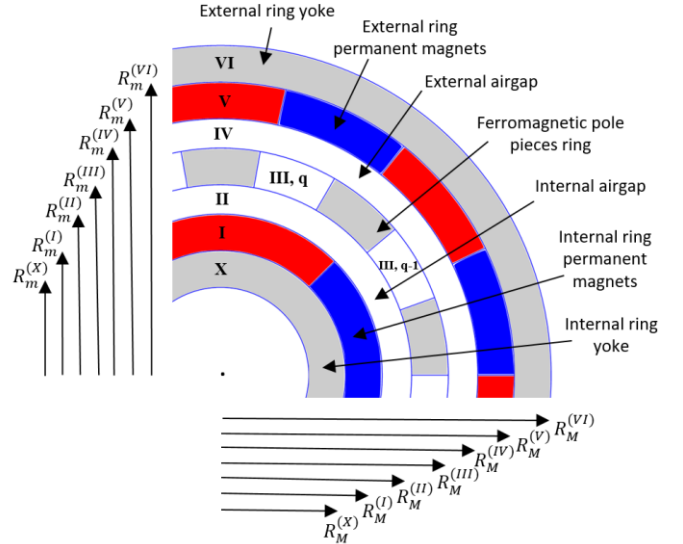 External ring yoke
External ring
permanent magnets
External airgap
Ferromagnetic pole
pieces ring
Internal airgap
Internal ring
permanent magnets
Internal ring
yoke
VI
V
IV
III, q
II
I
III, q-1
X
R_m^(VI)
R_m^(V)
R_m^(IV)
R_m^(III)
R_m^(II)
R_m^(I)
R_m^(X)
R_M^(VI)
R_M^(V)
R_M^(IV)
R_M^(III)
R_M^(II)
R_M^(I)
R_M^(X)